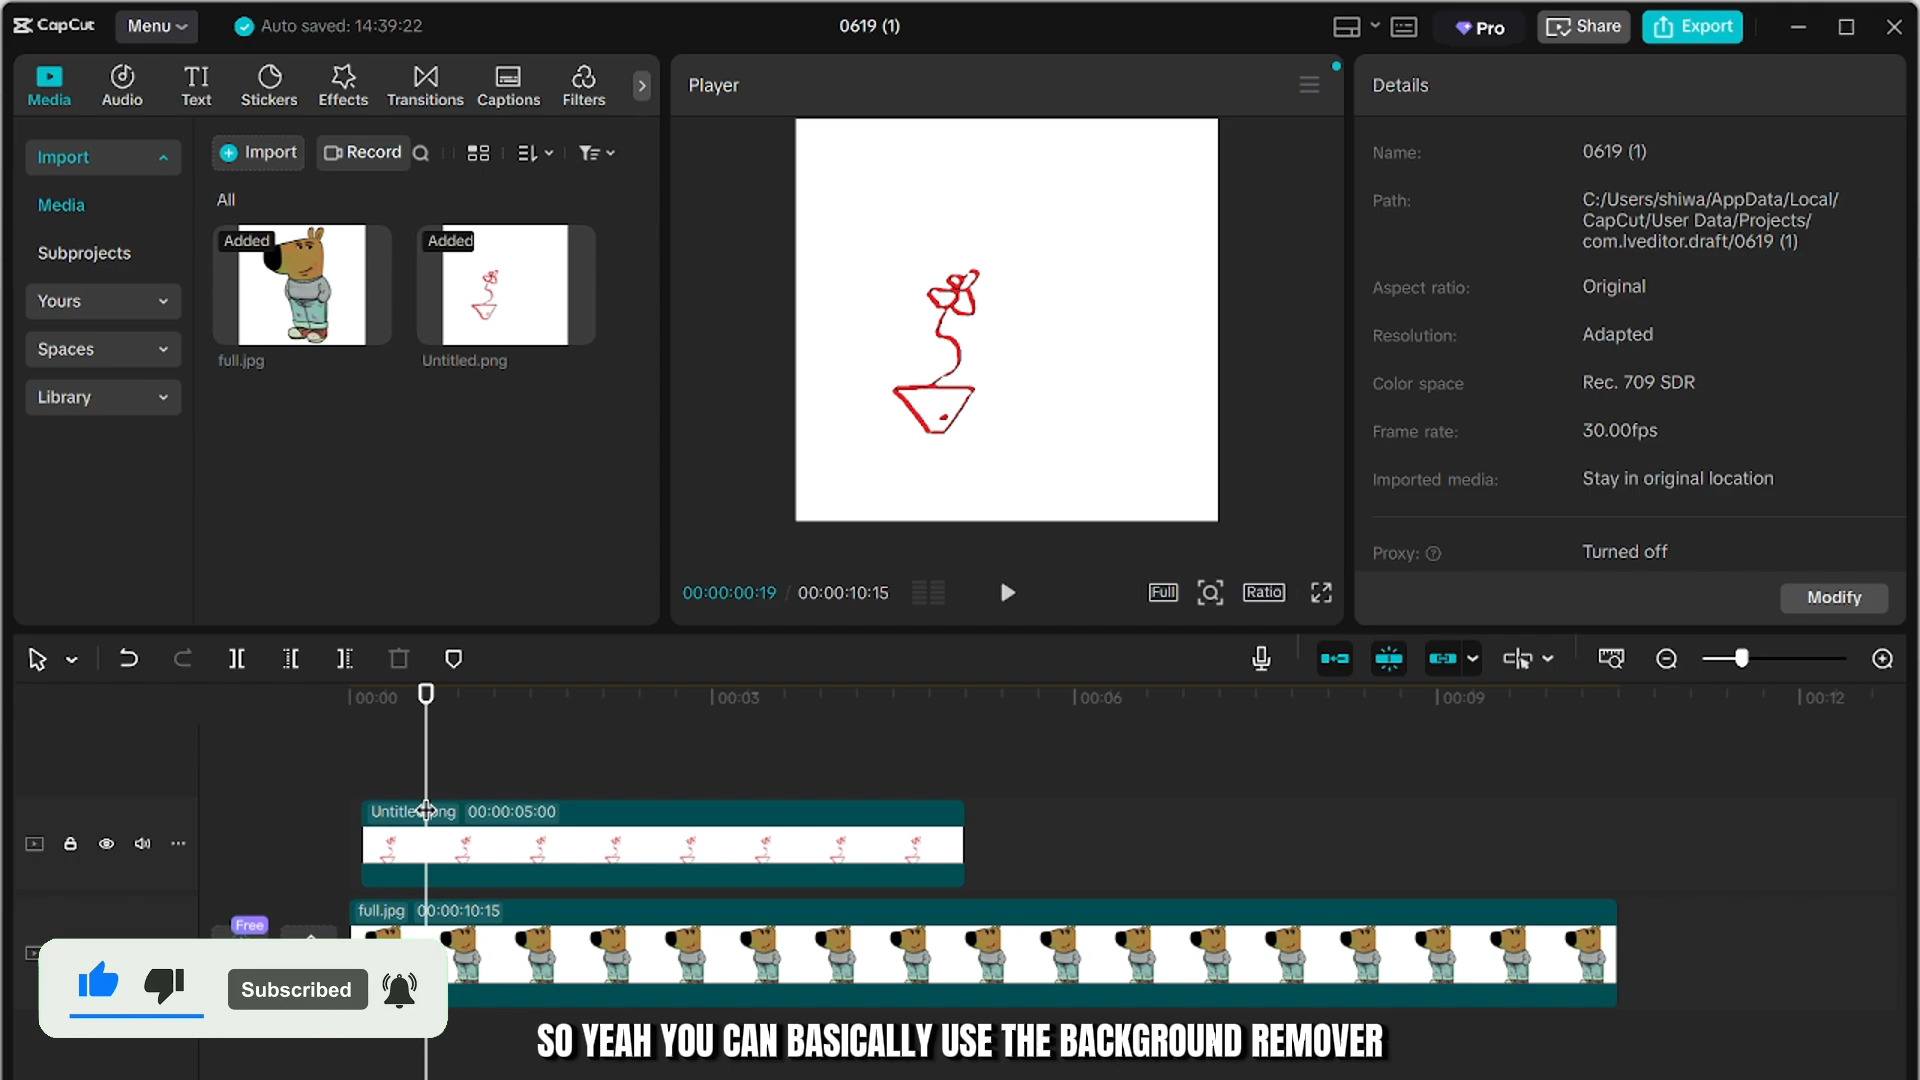 CapCut
Menu
Auto saved: 14:39:22
0619 (1)
Pro
Share
Export
Media
Audio
TI
Text
Stickers
Effects
Transitions
Captions
Filters
Player
Details
Import
Media
Subprojects
Yours
Spaces
Library
Import
Record
All
Added
full.jpg
Added
Untitled.png
00:00:00:19 / 00:00:10:15
Full
Ratio
Name:
0619 (1)
Path:
C:/Users/shiwa/AppData/Local/
CapCut/User Data/Projects/
com.lveditor.draft/0619 (1)
Aspect ratio:
Original
Resolution:
Adapted
Color space
Rec. 709 SDR
Frame rate:
30.00fps
Imported media:
Stay in original location
Proxy:
Turned off
Modify
00:00
00:03
00:06
00:09
00:12
Untitled.png 00:00:05:00
full.jpg 00:00:10:15
Free
Subscribed
SO YEAH YOU CAN BASICALLY USE THE BACKGROUND REMOVER